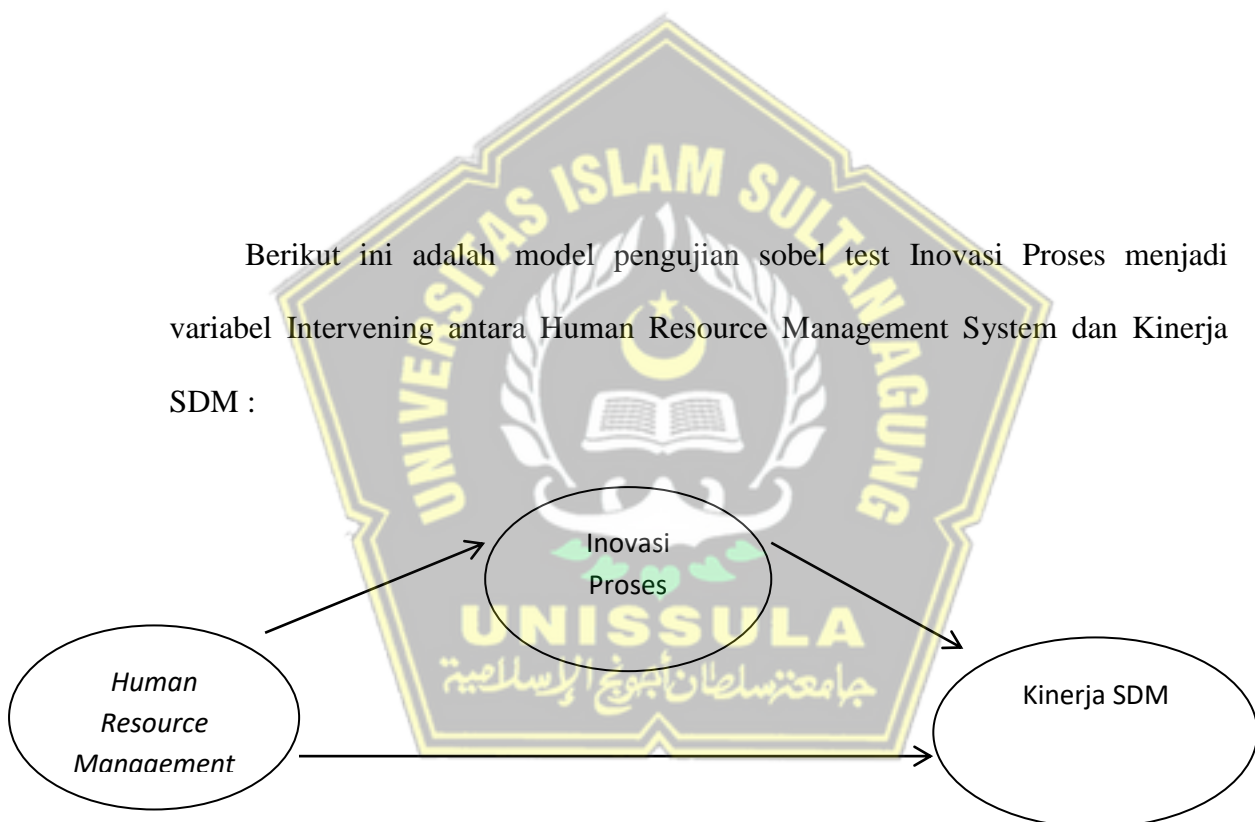 UNIVERSITAS ISLAM SULTAN AGUNG
Berikut ini adalah model pengujian sobel test Inovasi Proses menjadi
variabel Intervening antara Human Resource Management System dan Kinerja
SDM :
Inovasi
Proses
UNISSULA
جامعة سلطان أجونج الإسلامية
Human
Resource
Management
Kinerja SDM